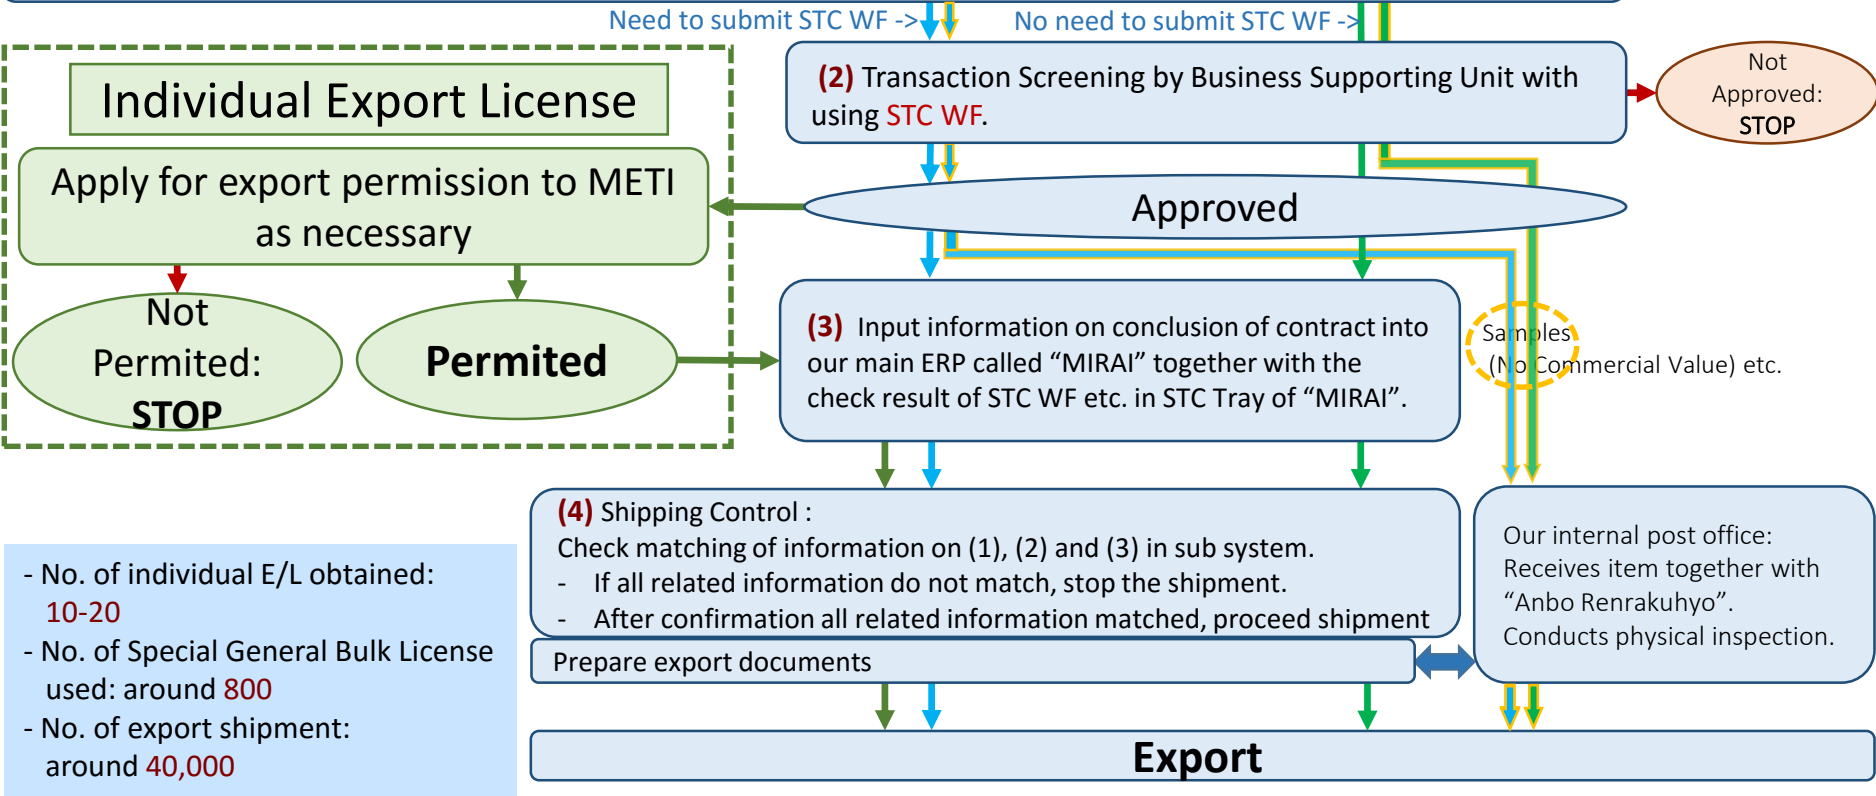 Need to submit STC WF ->
No need to submit STC WF ->
Individual Export License
(2) Transaction Screening by Business Supporting Unit with
using STC WF.
Not
Approved:
STOP
Apply for export permission to METI
as necessary
Approved
Not
Permited:
STOP
Permited
(3) Input information on conclusion of contract into
our main ERP called “MIRAI” together with the
check result of STC WF etc. in STC Tray of “MIRAI”.
Samples
(No Commercial Value) etc.
(4) Shipping Control :
Check matching of information on (1), (2) and (3) in sub system.
- If all related information do not match, stop the shipment.
- After confirmation all related information matched, proceed shipment
Prepare export documents
Our internal post office:
Receives item together with
“Anbo Renrakuhyo”.
Conducts physical inspection.
- No. of individual E/L obtained:
10-20
- No. of Special General Bulk License
used: around 800
- No. of export shipment:
around 40,000
Export